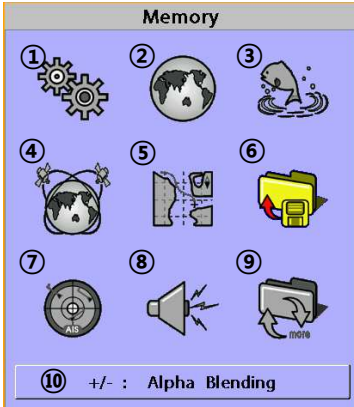 Memory
① ② ③
④ ⑤ ⑥
⑦ ⑧ ⑨
AIS
more
⑩ +/- : Alpha Blending